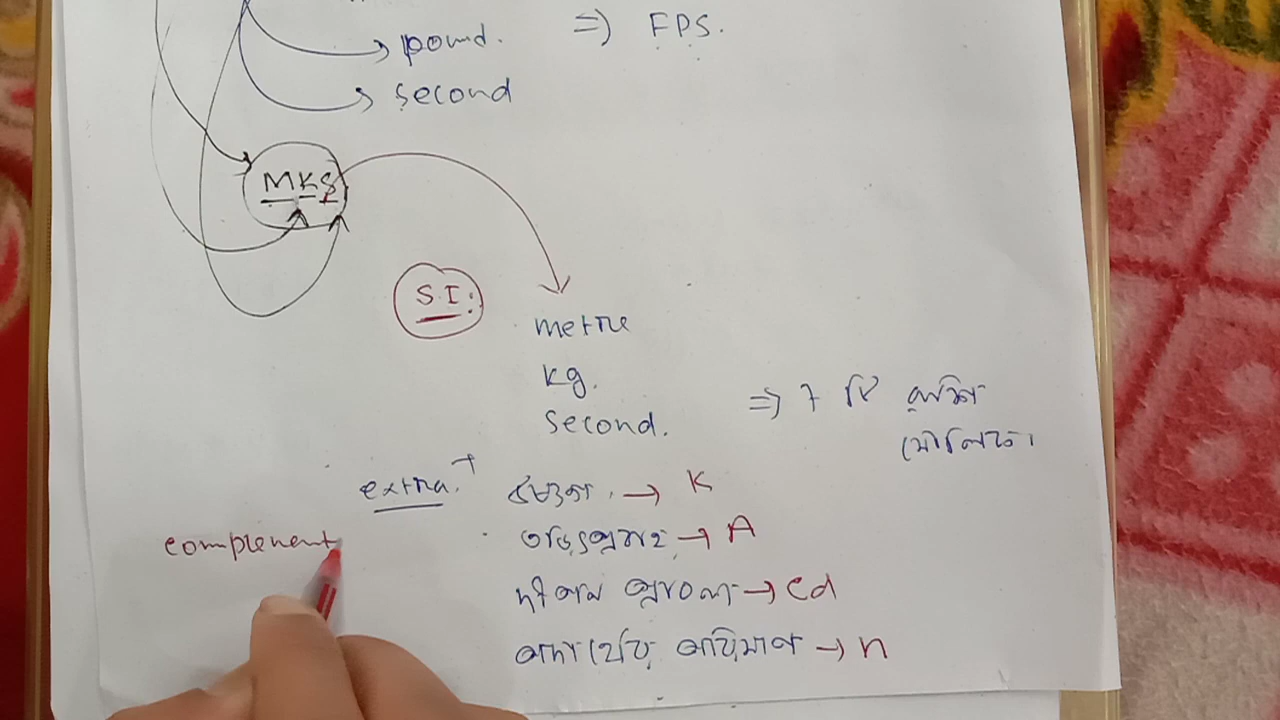 pound. => FPS.
second
MKS
S.I.
metre
kg.
second. => 7 টি রাশি
মৌলিক।
extra. + উষ্ণতা. → K
তড়িৎপ্রবাহ → A
দীপন প্রাবল্য → cd
পদার্থের পরিমাণ → n
complement